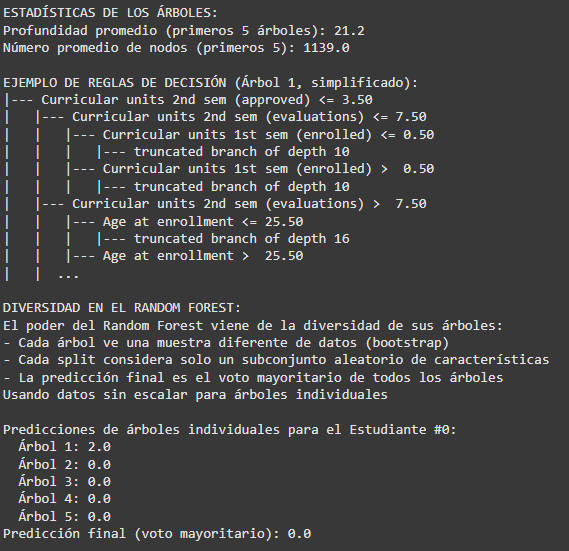 ESTADÍSTICAS DE LOS ÁRBOLES:
Profundidad promedio (primeros 5 árboles): 21.2
Número promedio de nodos (primeros 5): 1139.0

EJEMPLO DE REGLAS DE DECISIÓN (Árbol 1, simplificado):
|--- Curricular units 2nd sem (approved) <= 3.50
|   |--- Curricular units 2nd sem (evaluations) <= 7.50
|   |   |--- Curricular units 1st sem (enrolled) <= 0.50
|   |   |   |--- truncated branch of depth 10
|   |   |--- Curricular units 1st sem (enrolled) >  0.50
|   |   |   |--- truncated branch of depth 10
|   |--- Curricular units 2nd sem (evaluations) >  7.50
|   |   |--- Age at enrollment <= 25.50
|   |   |   |--- truncated branch of depth 16
|   |   |--- Age at enrollment >  25.50
|   |  ...

DIVERSIDAD EN EL RANDOM FOREST:
El poder del Random Forest viene de la diversidad de sus árboles:
- Cada árbol ve una muestra diferente de datos (bootstrap)
- Cada split considera solo un subconjunto aleatorio de características
- La predicción final es el voto mayoritario de todos los árboles
Usando datos sin escalar para árboles individuales

Predicciones de árboles individuales para el Estudiante #0:
  Árbol 1: 2.0
  Árbol 2: 0.0
  Árbol 3: 0.0
  Árbol 4: 0.0
  Árbol 5: 0.0
Predicción final (voto mayoritario): 0.0